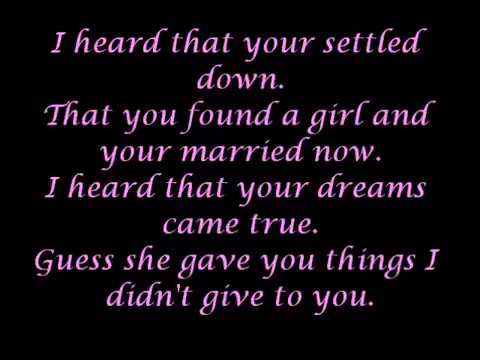 I heard that your settled
down.
That you found a girl and
your married now.
I heard that your dreams
came true.
Guess she gave you things I
didn't give to you.